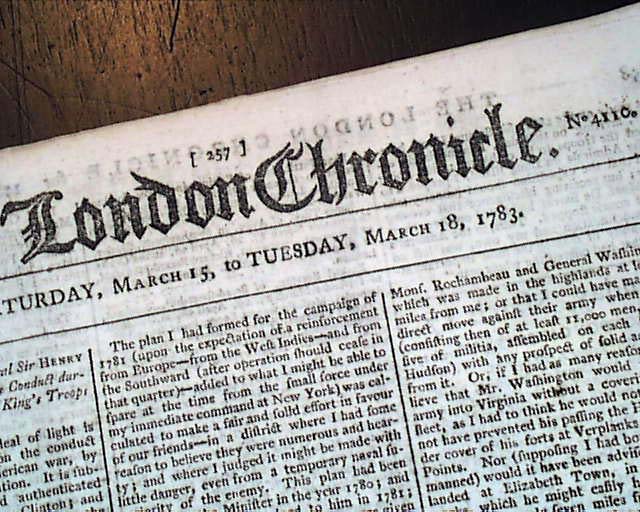 [ 257 ]
London Chronicle. N° 4110.
TURDAY, MARCH 15, to TUESDAY, MARCH 18, 1783.
Sir HENRY
Conduct dur-
King's Troops
deal of light is
the conduct
erican war, by
tion. It is sub-
authenticated
Clinton; and
The plan I had formed for the campaign of
1781 (upon the expectation of a reinforcement
from Europe—from the West Indies—and from
the Southward (after operation should cease in
that quarter)—added to what I might be able to
spare at the time from the small force under
my immediate command at New York) was cal-
culated to make a fair and solid effort in favour
of our friends—in a district where I had some
reason to believe they were numerous and hear-
ty; and where I judged it might be made with
little danger, even from a temporary naval su-
periority of the enemy. This plan had been
Minister in the year 1780; and
to him in 1781;
given
Mons. Rochambeau and General
which was made in the highlands at
miles from me; or that I could have
direct move against their army when
(consisting then of at least 11,000 men
five of militia, assembled on each
Hudson) with any prospect of solid
from it. Or, if I had as many reasons
lieve that Mr. Washington would
army into Virginia without a cover
fleet, as I had to think he would not
not have prevented his passing the
der cover of his forts at Verplanks
Points. Nor (supposing I had
manned) would it have been
landed at Elizabeth Town, in
which he might easily
seven miles